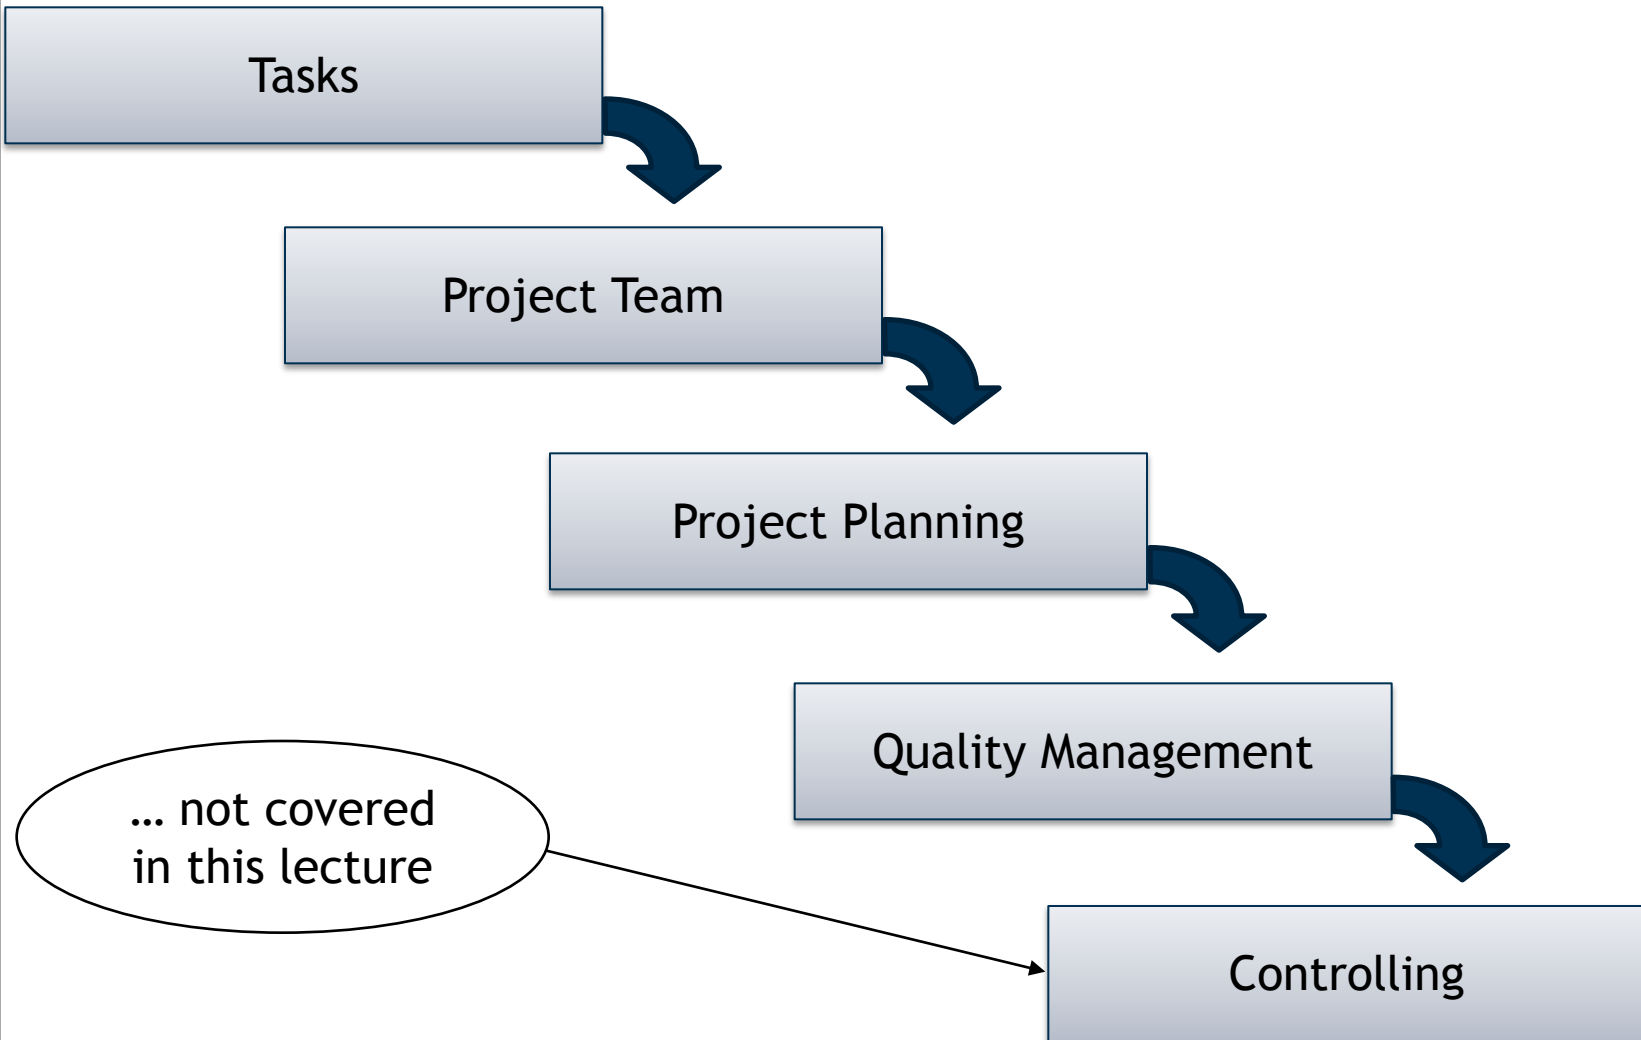 Tasks
Project Team
Project Planning
Quality Management
… not covered
in this lecture
Controlling